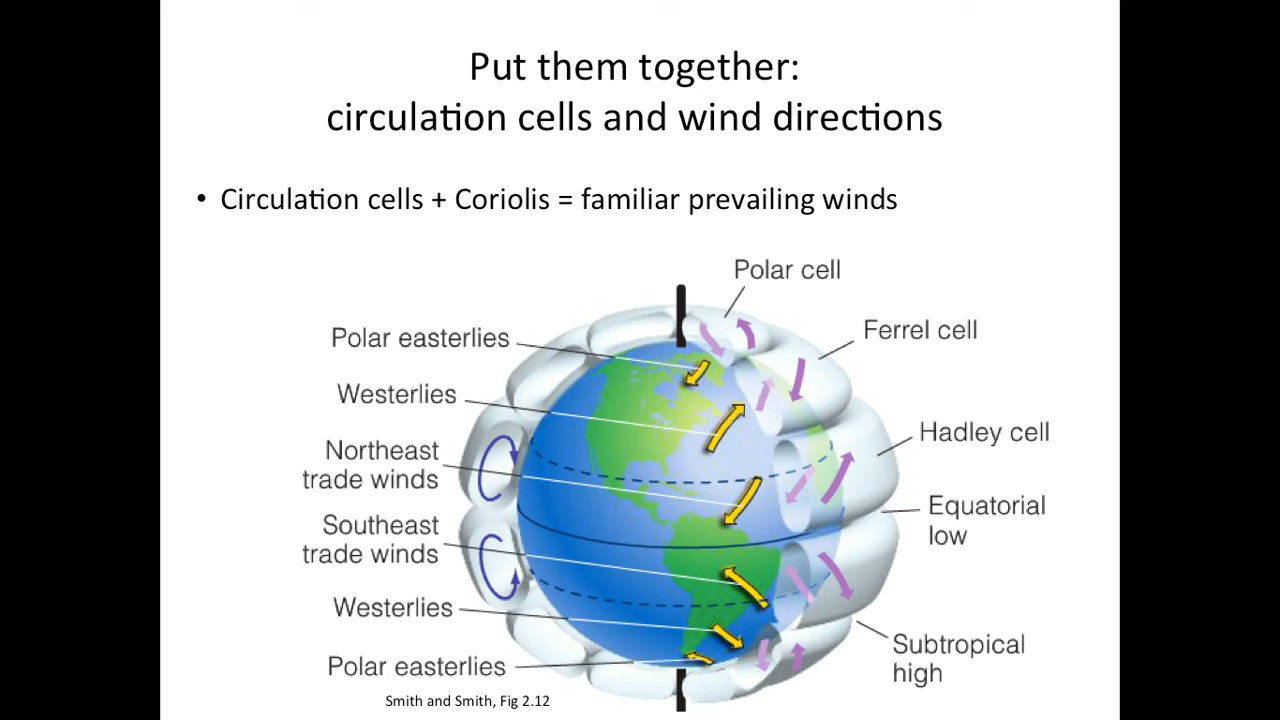 Put them together:
circulation cells and wind directions
• Circulation cells + Coriolis = familiar prevailing winds
Polar cell
Ferrel cell
Hadley cell
Equatorial
low
Subtropical
high
Polar easterlies
Westerlies
Northeast
trade winds
Southeast
trade winds
Westerlies
Polar easterlies
Smith and Smith, Fig 2.12